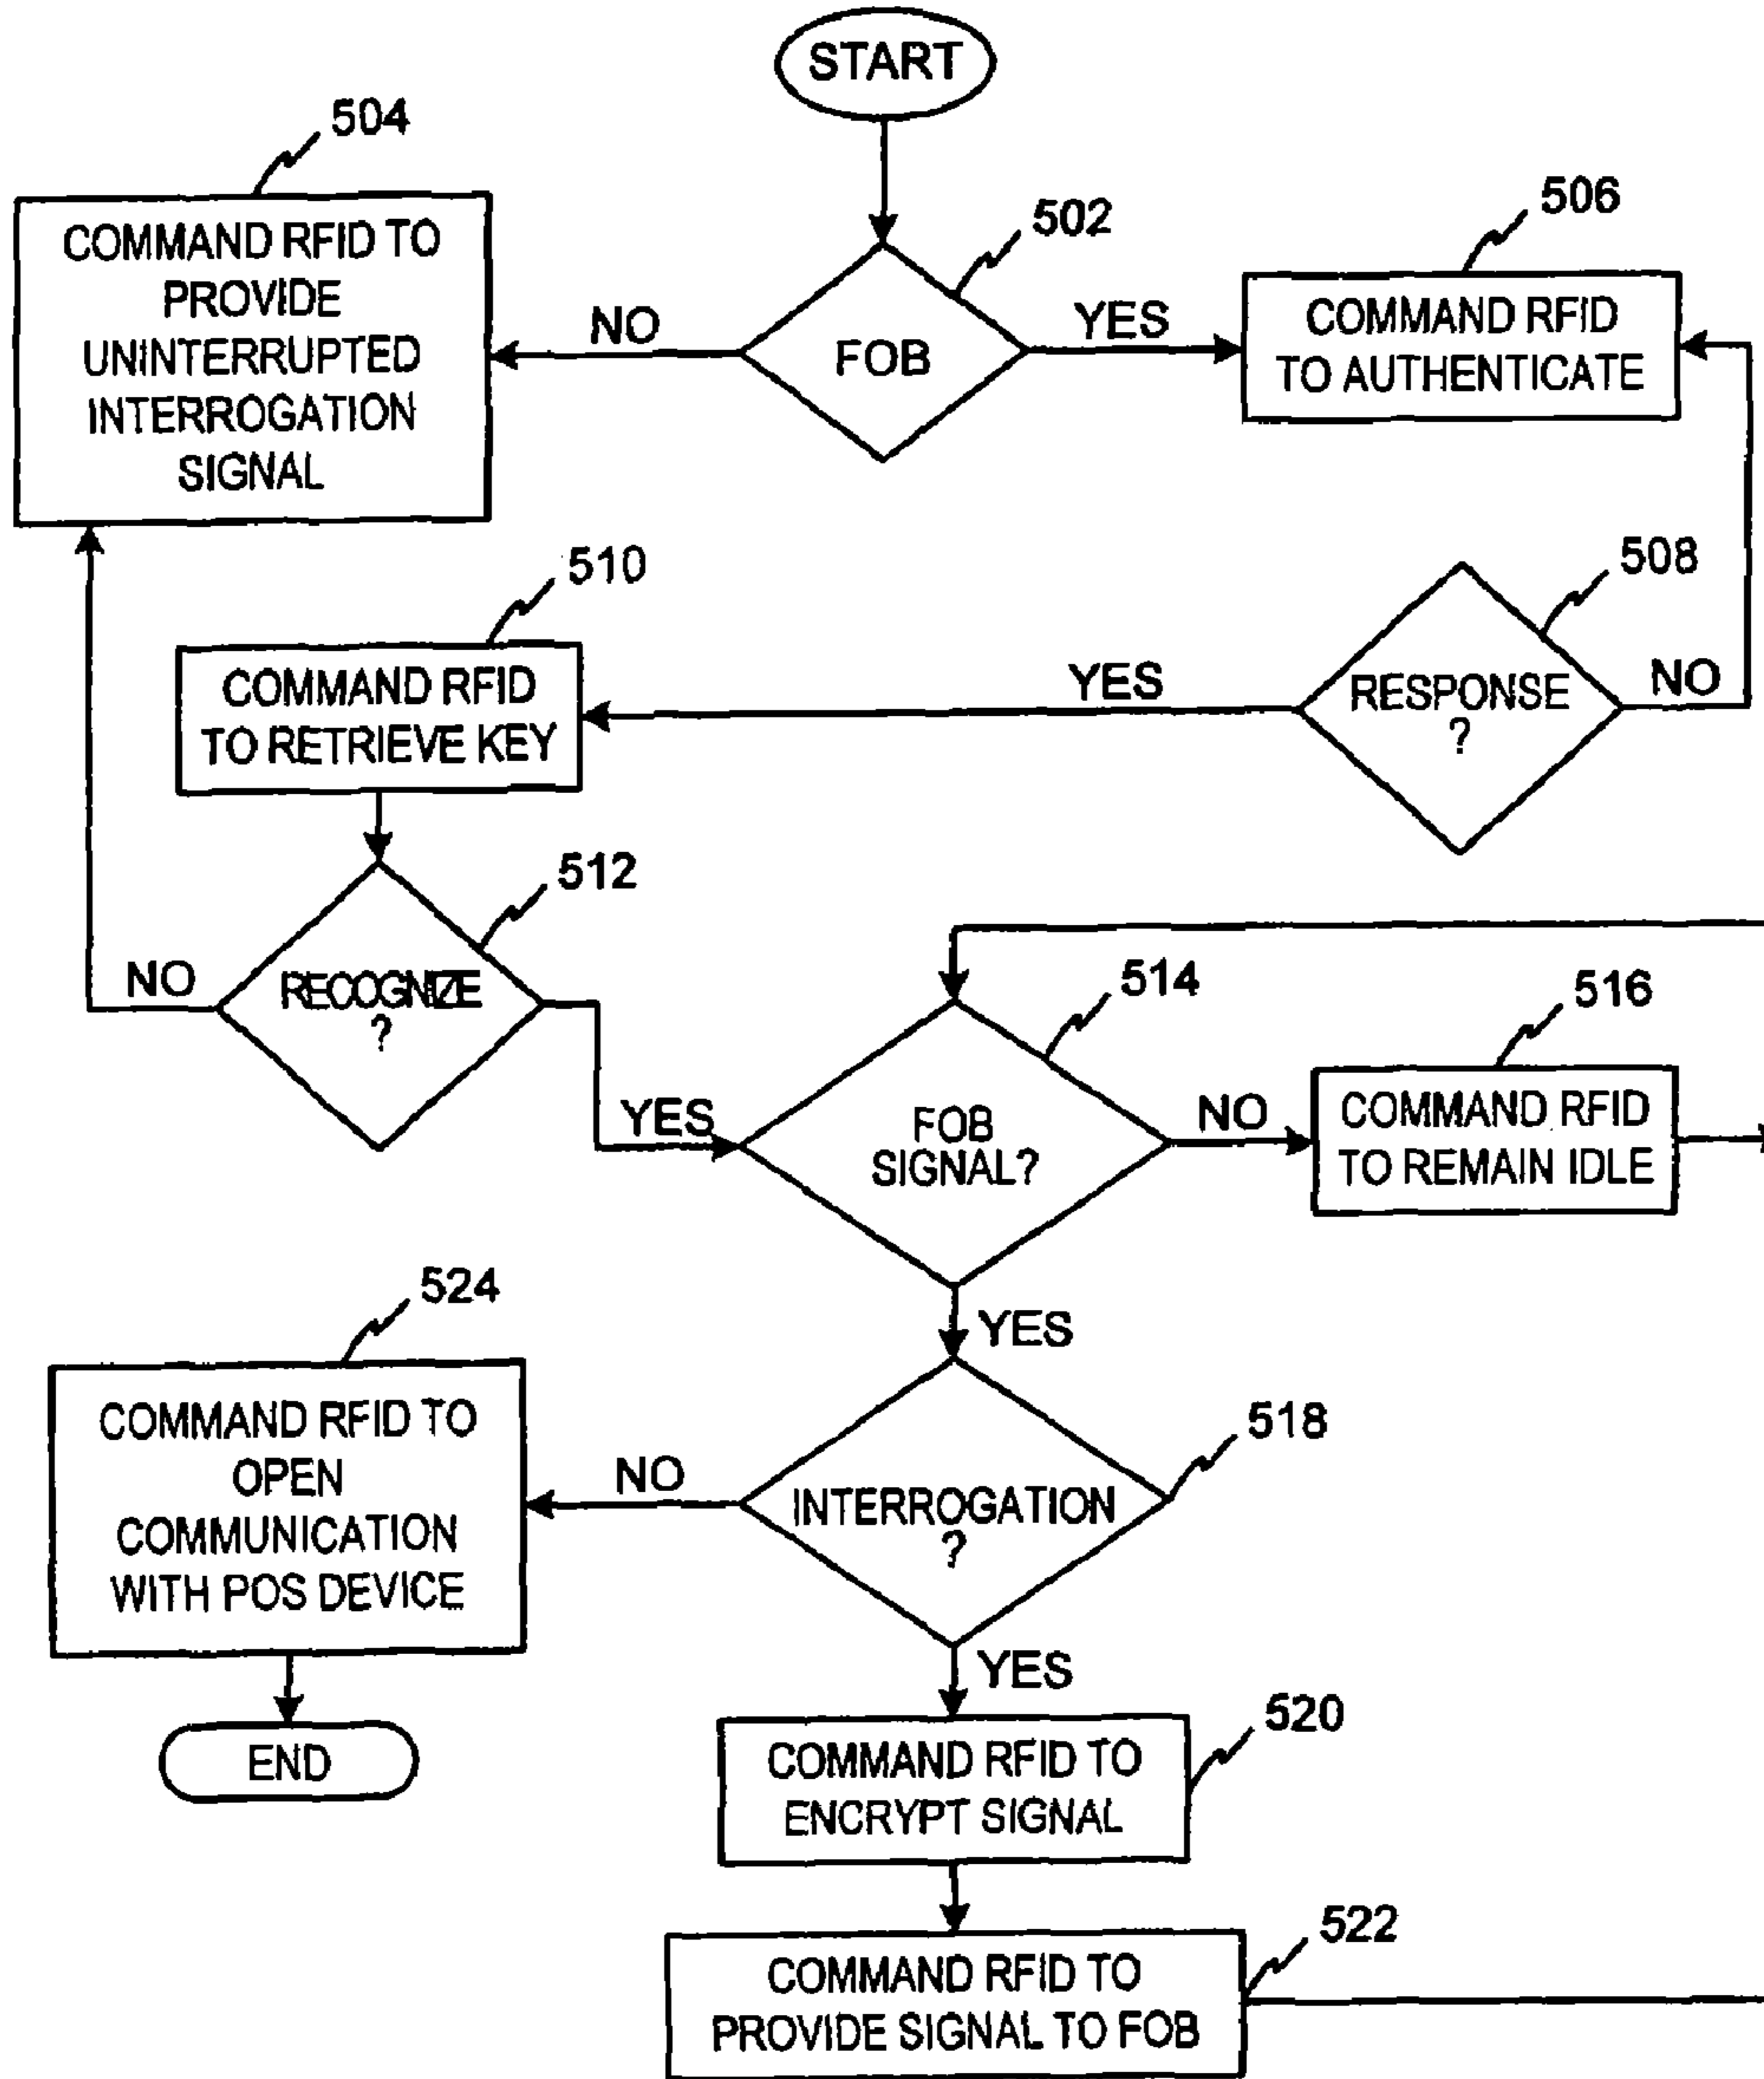 START
504
COMMAND RFID TO
PROVIDE
UNINTERRUPTED
INTERROGATION
SIGNAL
NO
502
FOB
YES
506
COMMAND RFID
TO AUTHENTICATE
508
RESPONSE
?
NO
YES
510
COMMAND RFID
TO RETRIEVE KEY
512
RECOGNIZE
?
NO
YES
514
FOB
SIGNAL?
NO
516
COMMAND RFID
TO REMAIN IDLE
YES
518
INTERROGATION
?
NO
524
COMMAND RFID TO
OPEN
COMMUNICATION
WITH POS DEVICE
END
YES
520
COMMAND RFID TO
ENCRYPT SIGNAL
522
COMMAND RFID TO
PROVIDE SIGNAL TO FOB